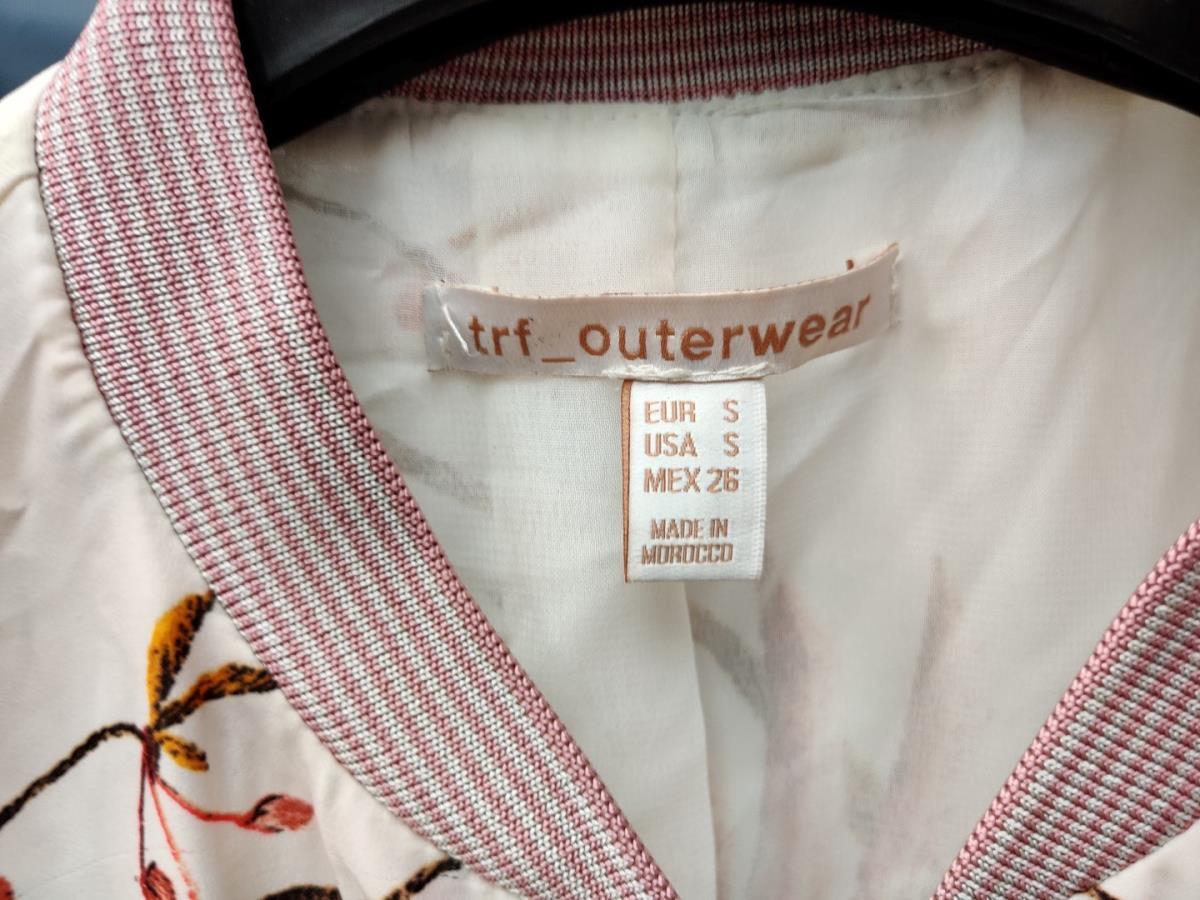 trf_outerwear
EUR S
USA S
MEX 26
MADE IN
MOROCCO